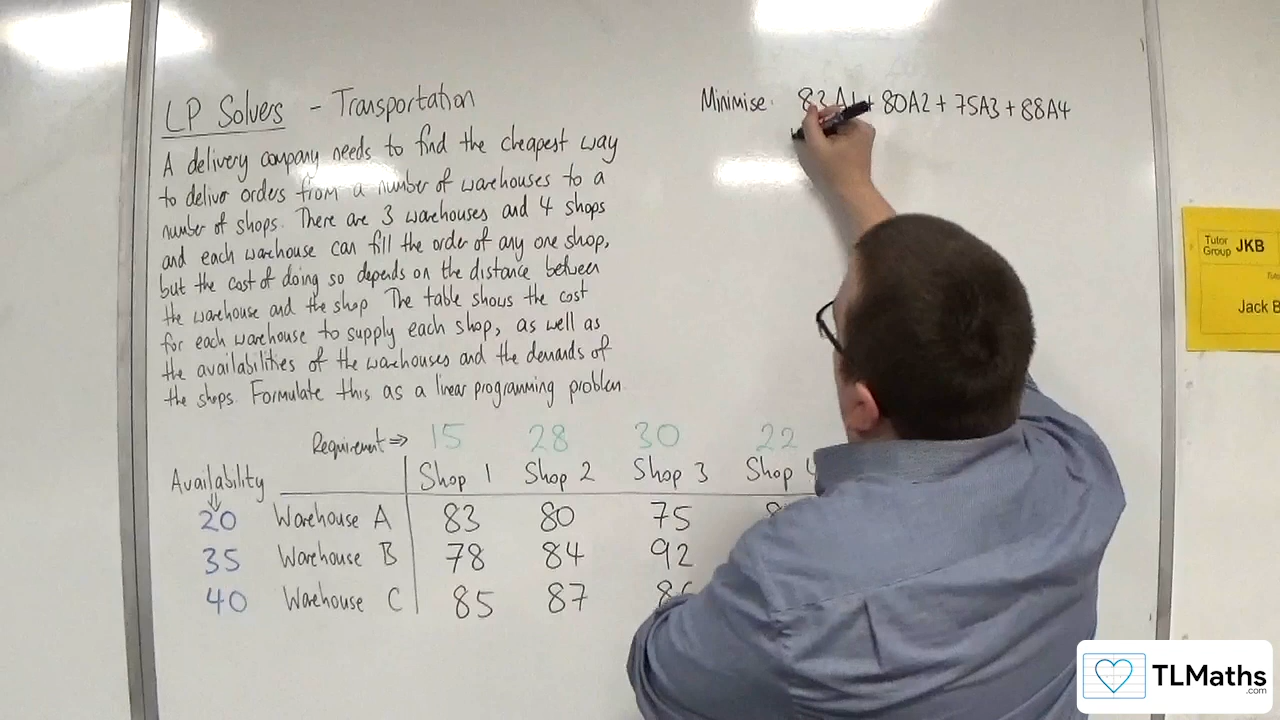 LP Solvers - Transportation
A delivery company needs to find the cheapest way
to deliver orders from a number of warehouses to a
number of shops. There are 3 warehouses and 4 shops
and each warehouse can fill the order of any one shop,
but the cost of doing so depends on the distance between
the warehouse and the shop. The table shows the cost
for each warehouse to supply each shop, as well as
the availabilities of the warehouses and the demands of
the shops. Formulate this as a linear programming problem.
Requirement ⇒ 15 28 30 22
Availability Shop 1 Shop 2 Shop 3 Shop
20 Warehouse A 83 80 75
35 Warehouse B 78 84 92
40 Warehouse C 85 87
Minimise: 83A1 + 80A2 + 75A3 + 88A4
Tutor
Group JKB
Jack B
TLMaths
.com